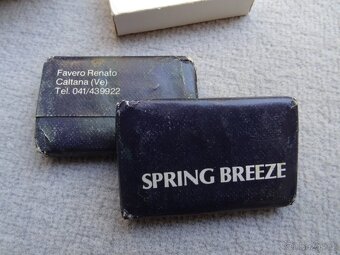 Favero Renato
Caltana (Ve)
Tel. 041/439922
SPRING BREEZE